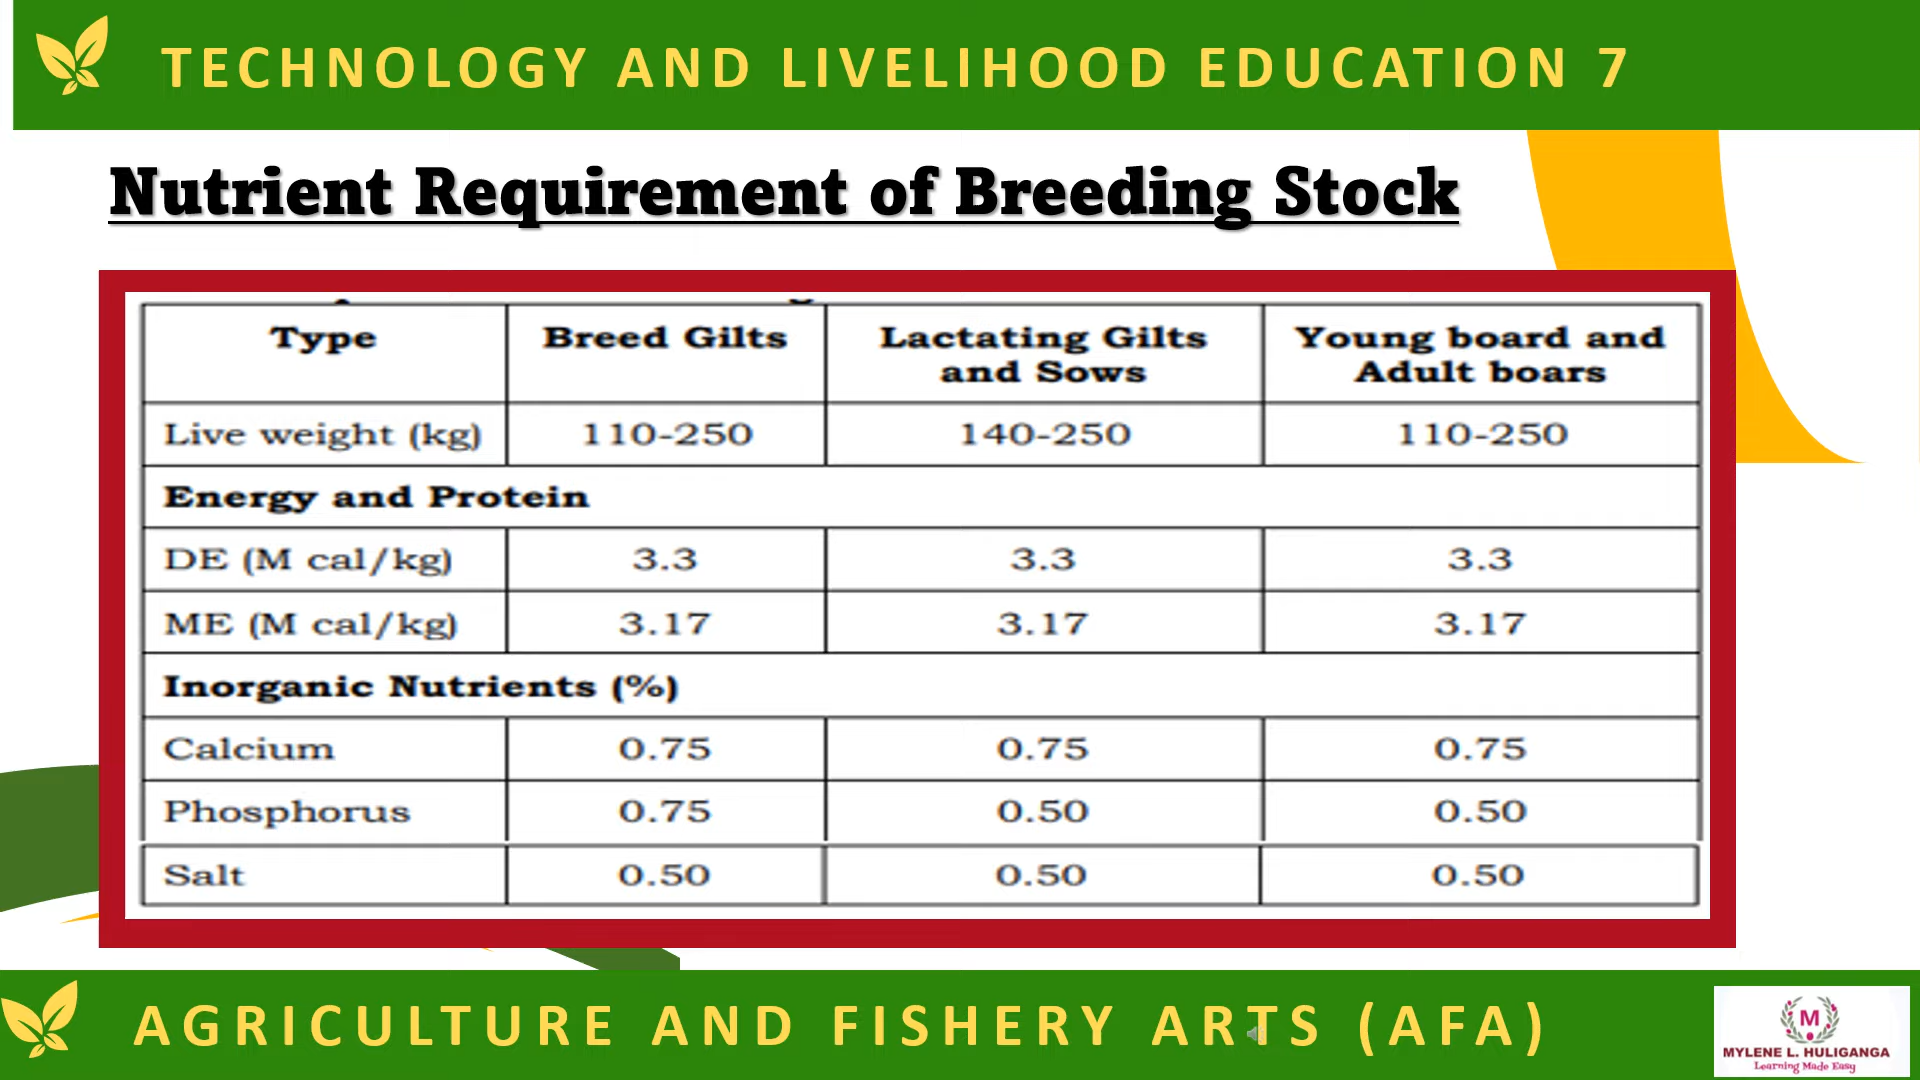 TECHNOLOGY AND LIVELIHOOD EDUCATION 7
Nutrient Requirement of Breeding Stock
Type Breed Gilts Lactating Gilts and Sows Young board and Adult boars
Live weight (kg) 110-250 140-250 110-250
Energy and Protein
DE (M cal/kg) 3.3 3.3 3.3
ME (M cal/kg) 3.17 3.17 3.17
Inorganic Nutrients (%)
Calcium 0.75 0.75 0.75
Phosphorus 0.75 0.50 0.50
Salt 0.50 0.50 0.50
AGRICULTURE AND FISHERY ARTS (AFA)
M
MYLENE L. HULIGANGA
Learning Made Easy